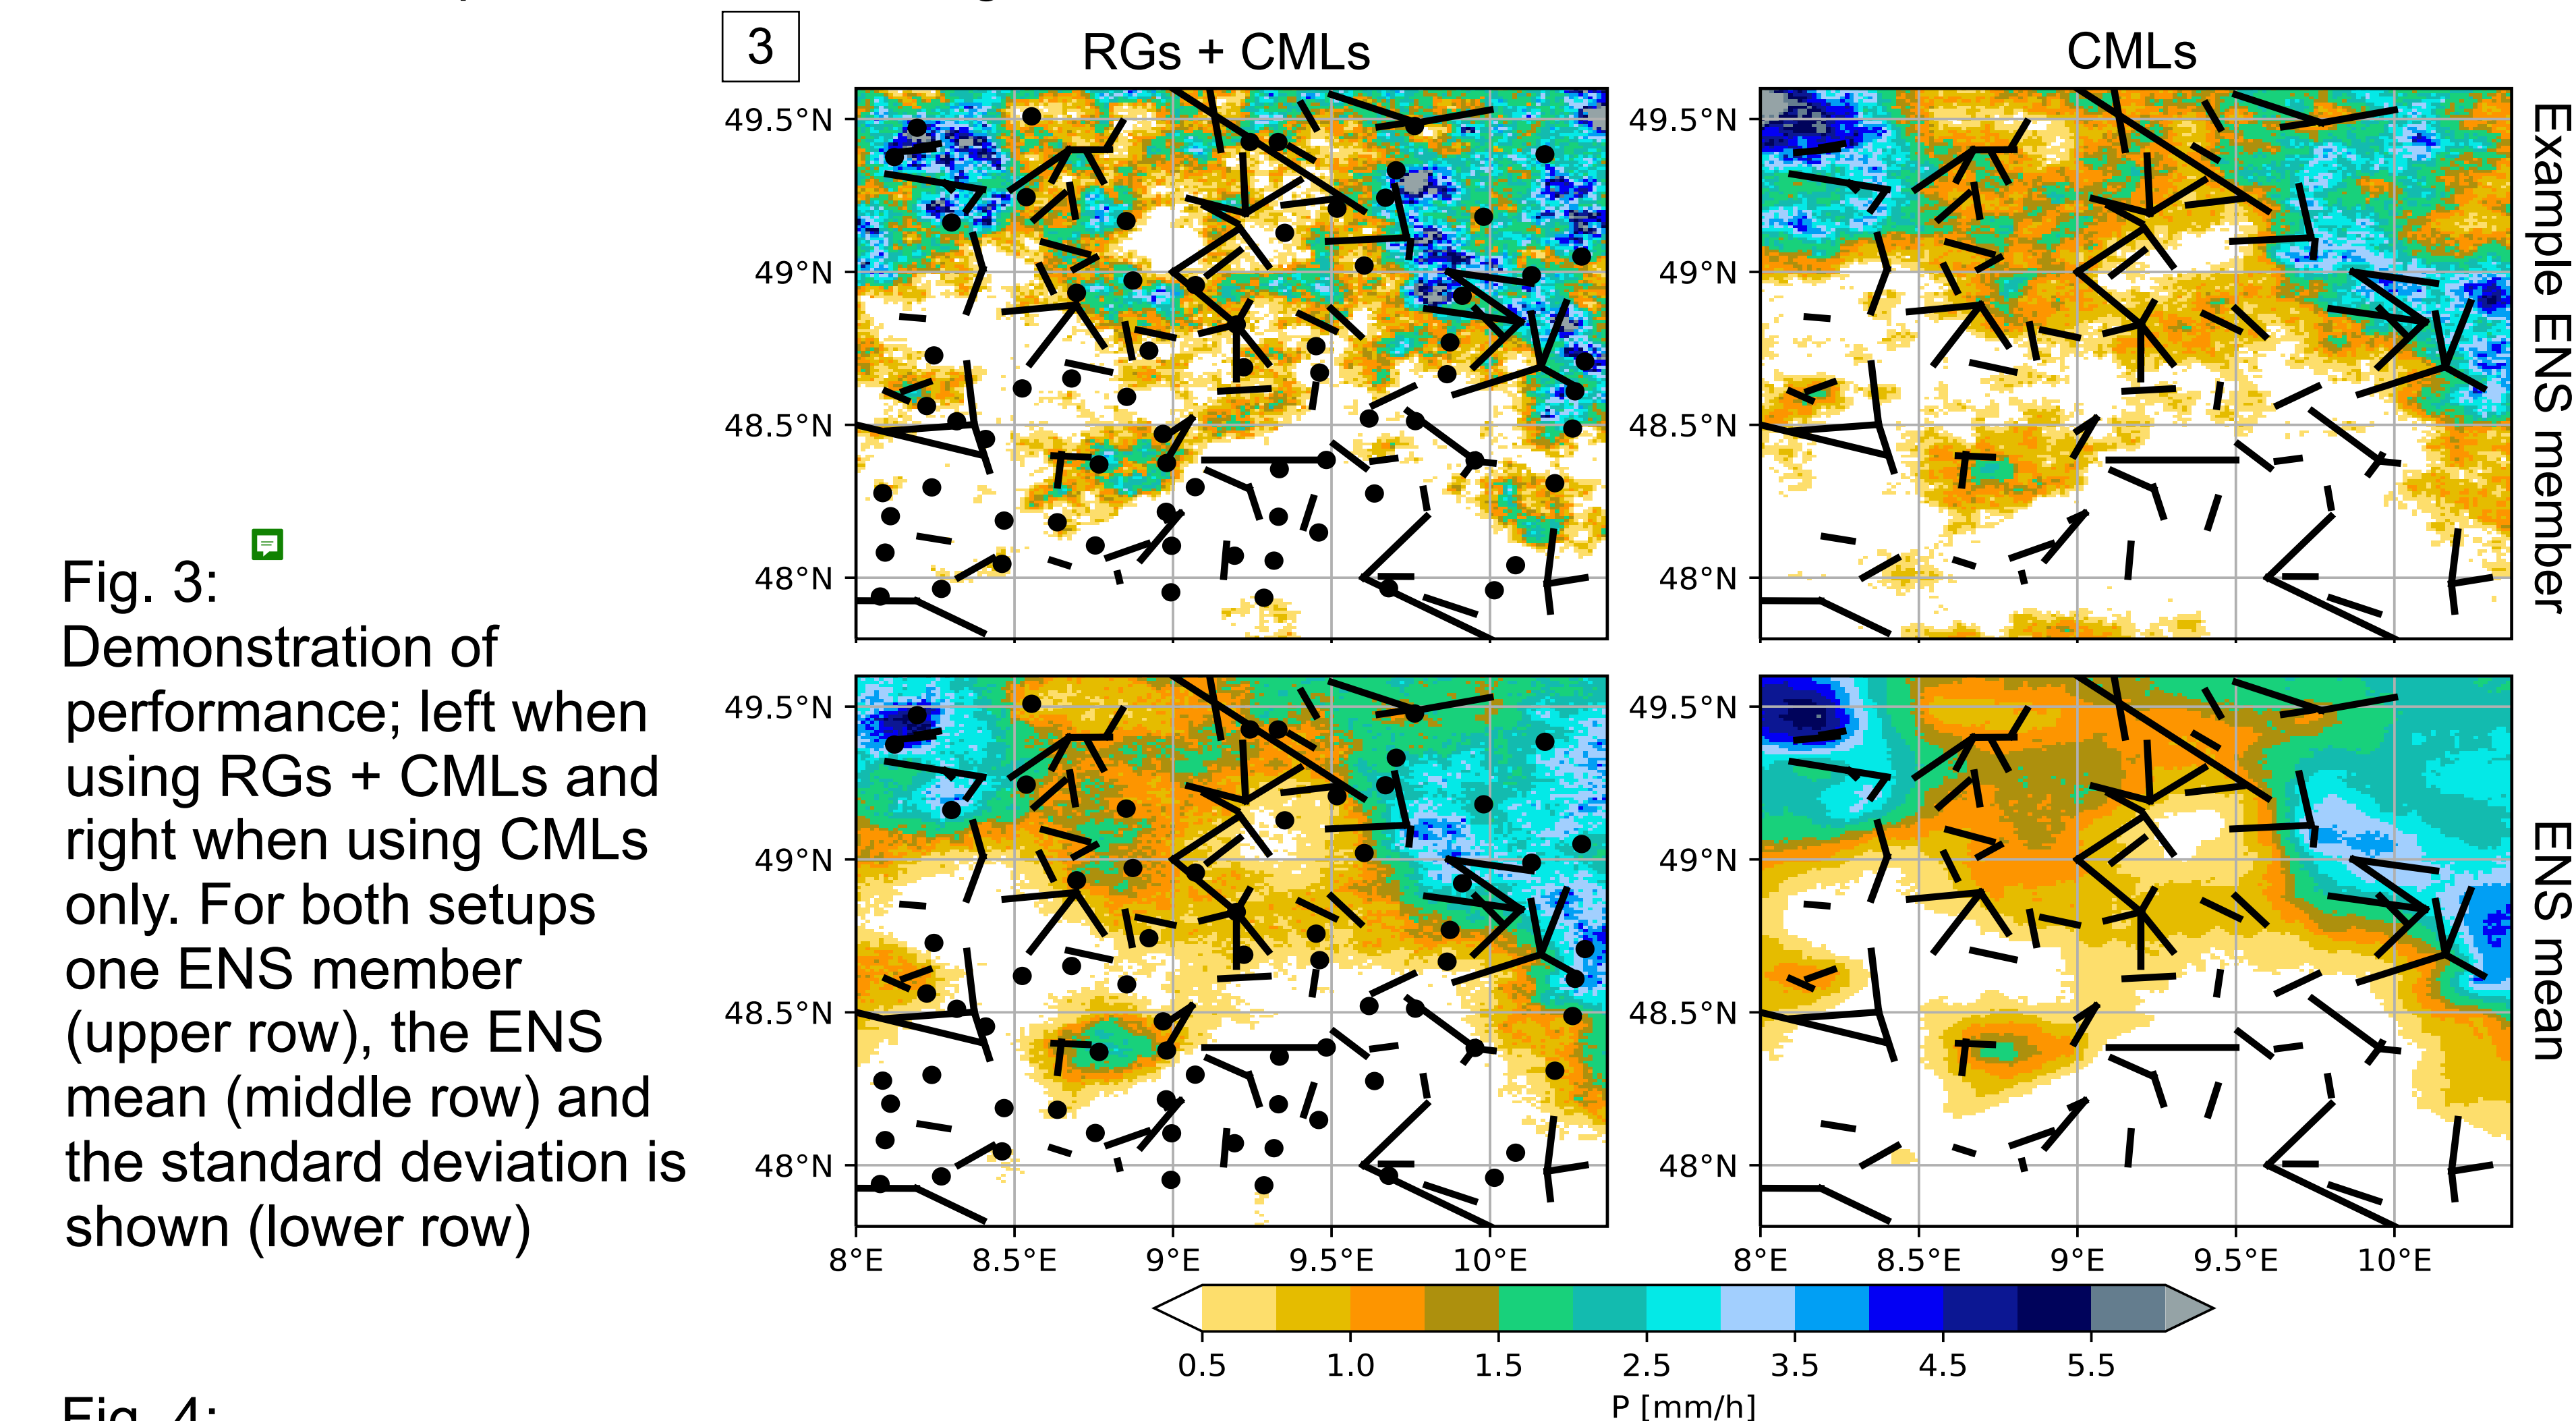 3
RGs + CMLs
CMLs
49.5°N
49°N
48.5°N
48°N
49.5°N
49°N
48.5°N
48°N
Example ENS member
Fig. 3:
Demonstration of
performance; left when
using RGs + CMLs and
right when using CMLs
only. For both setups
one ENS member
(upper row), the ENS
mean (middle row) and
the standard deviation is
shown (lower row)
49.5°N
49°N
48.5°N
48°N
8°E 8.5°E 9°E 9.5°E 10°E
49.5°N
49°N
48.5°N
48°N
8°E 8.5°E 9°E 9.5°E 10°E
ENS mean
0.5 1.0 1.5 2.5 3.5 4.5 5.5
P [mm/h]
Fig. 4: